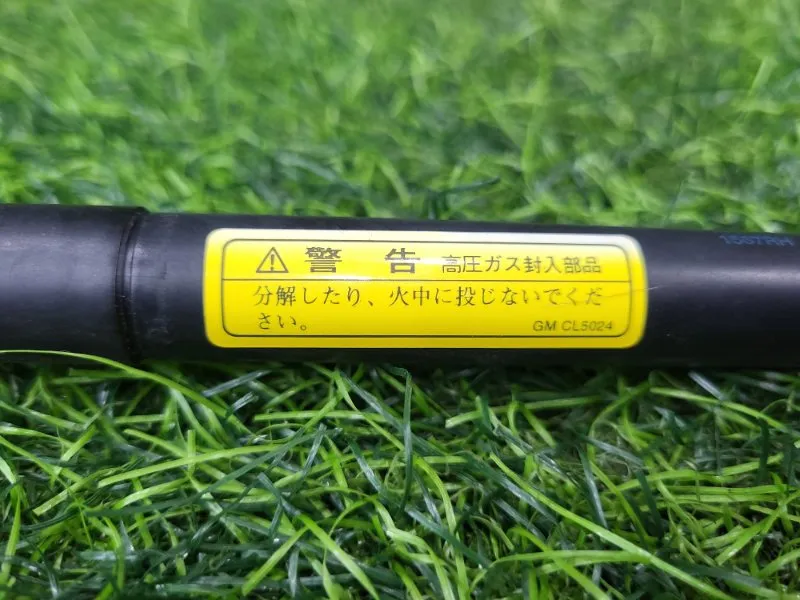 ⚠ 警 告 高圧ガス封入部品
分解したり、火中に投じないでくだ
さい。
GM CL5024